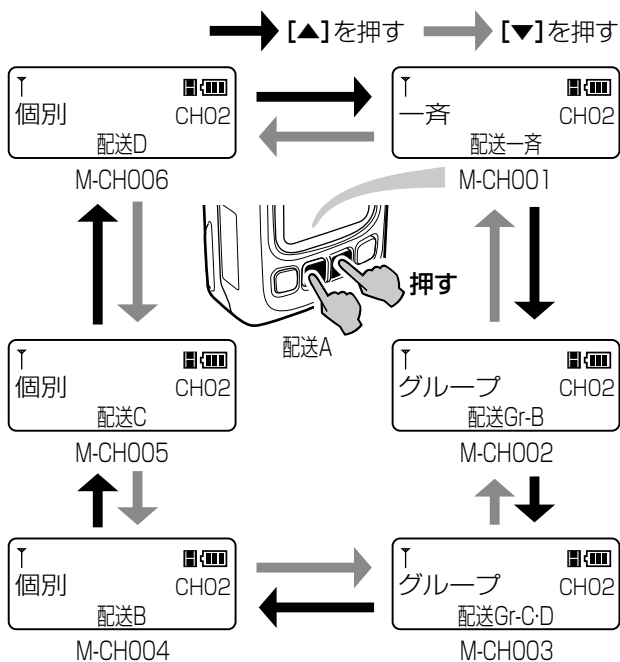 [▲]を押す [▼]を押す
個別 CH02
配送D
M-CH006
一斉 CH02
配送一斉
M-CH001
押す
配送A
個別 CH02
配送C
M-CH005
グループ CH02
配送Gr-B
M-CH002
個別 CH02
配送B
M-CH004
グループ CH02
配送Gr-C･D
M-CH003